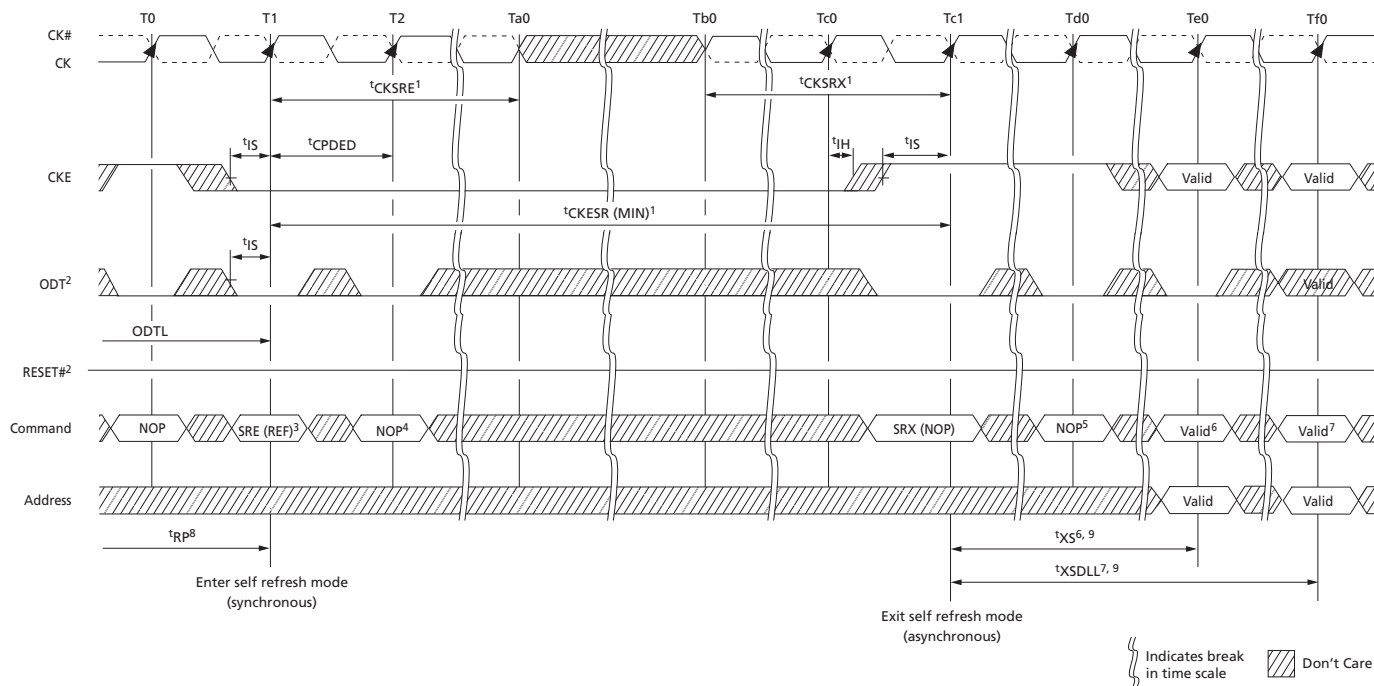 T0 T1 T2 Ta0 Tb0 Tc0 Tc1 Td0 Te0 Tf0
CK#
CK
tCKSRE1 tCKSRX1
tIS tCPDED tIH tIS
CKE Valid Valid
tCKESR (MIN)1
tIS
ODT2 Valid
ODTL
RESET#2
Command NOP SRE (REF)3 NOP4 SRX (NOP) NOP5 Valid6 Valid7
Address Valid Valid
tRP8 tXS6, 9
Enter self refresh mode
(synchronous)
tXSDLL7, 9
Exit self refresh mode
(asynchronous)
Indicates break
in time scale
Don't Care